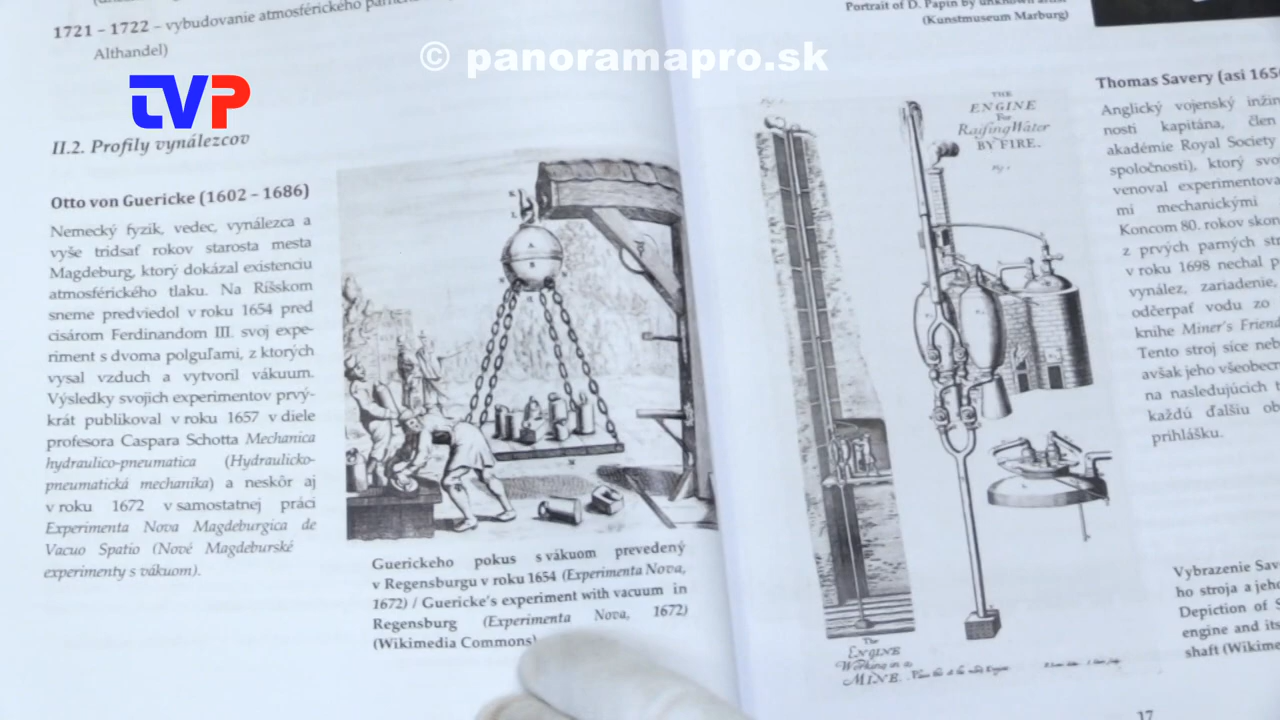 1721 – 1722 – vybudovanie atmosférického
Althandel)
© panoramapro.sk
TVP
II.2. Profily vynálezcov
Otto von Guericke (1602 – 1686)
Nemecký fyzik, vedec, vynálezca a
vyše tridsať rokov starosta mesta
Magdeburg, ktorý dokázal existenciu
atmosférického tlaku. Na Ríšskom
sneme predviedol v roku 1654 pred
cisárom Ferdinandom III. svoj expe-
riment s dvoma pologuľami, z ktorých
vysal vzduch a vytvoril vákuum.
Výsledky svojich experimentov prvý-
krát publikoval v roku 1657 v diele
profesora Caspara Schotta Mechanica
hydraulico-pneumatica (Hydraulicko-
pneumatická mechanika) a neskôr aj
v roku 1672 v samostatnej práci
Experimenta Nova Magdeburgica de
Vacuo Spatio (Nové Magdeburské
experimenty s vákuom).
Guerickeho pokus s vákuom prevedený
v Regensburgu v roku 1654 (Experimenta Nova,
1672) / Guericke's experiment with vacuum in
Regensburg (Experimenta Nova, 1672)
(Wikimedia Commons)
Portrait of D. Papin by unknown artist
(Kunstmuseum Marburg)
THE
ENGINE
For
Raising Water
BY FIRE.
The
ENGINE
Working in a
MINE.
Thomas Savery (asi 1650
Anglický vojenský inžin
nosti kapitána, člen
akadémie Royal Society
spoločnosti), ktorý svo
venoval experimentova
mi mechanickými
Koncom 80. rokov skon
z prvých parných str
v roku 1698 nechal p
vynález, zariadenie,
odčerpať vodu zo
knihe Miner's Friend
Tento stroj síce neb
avšak jeho všeobecn
na nasledujúcich
každú ďalšiu ob
prihlášku.
Vybrazenie Sav
ho stroja a jeho
Depiction of S
engine and its
shaft (Wikime
17